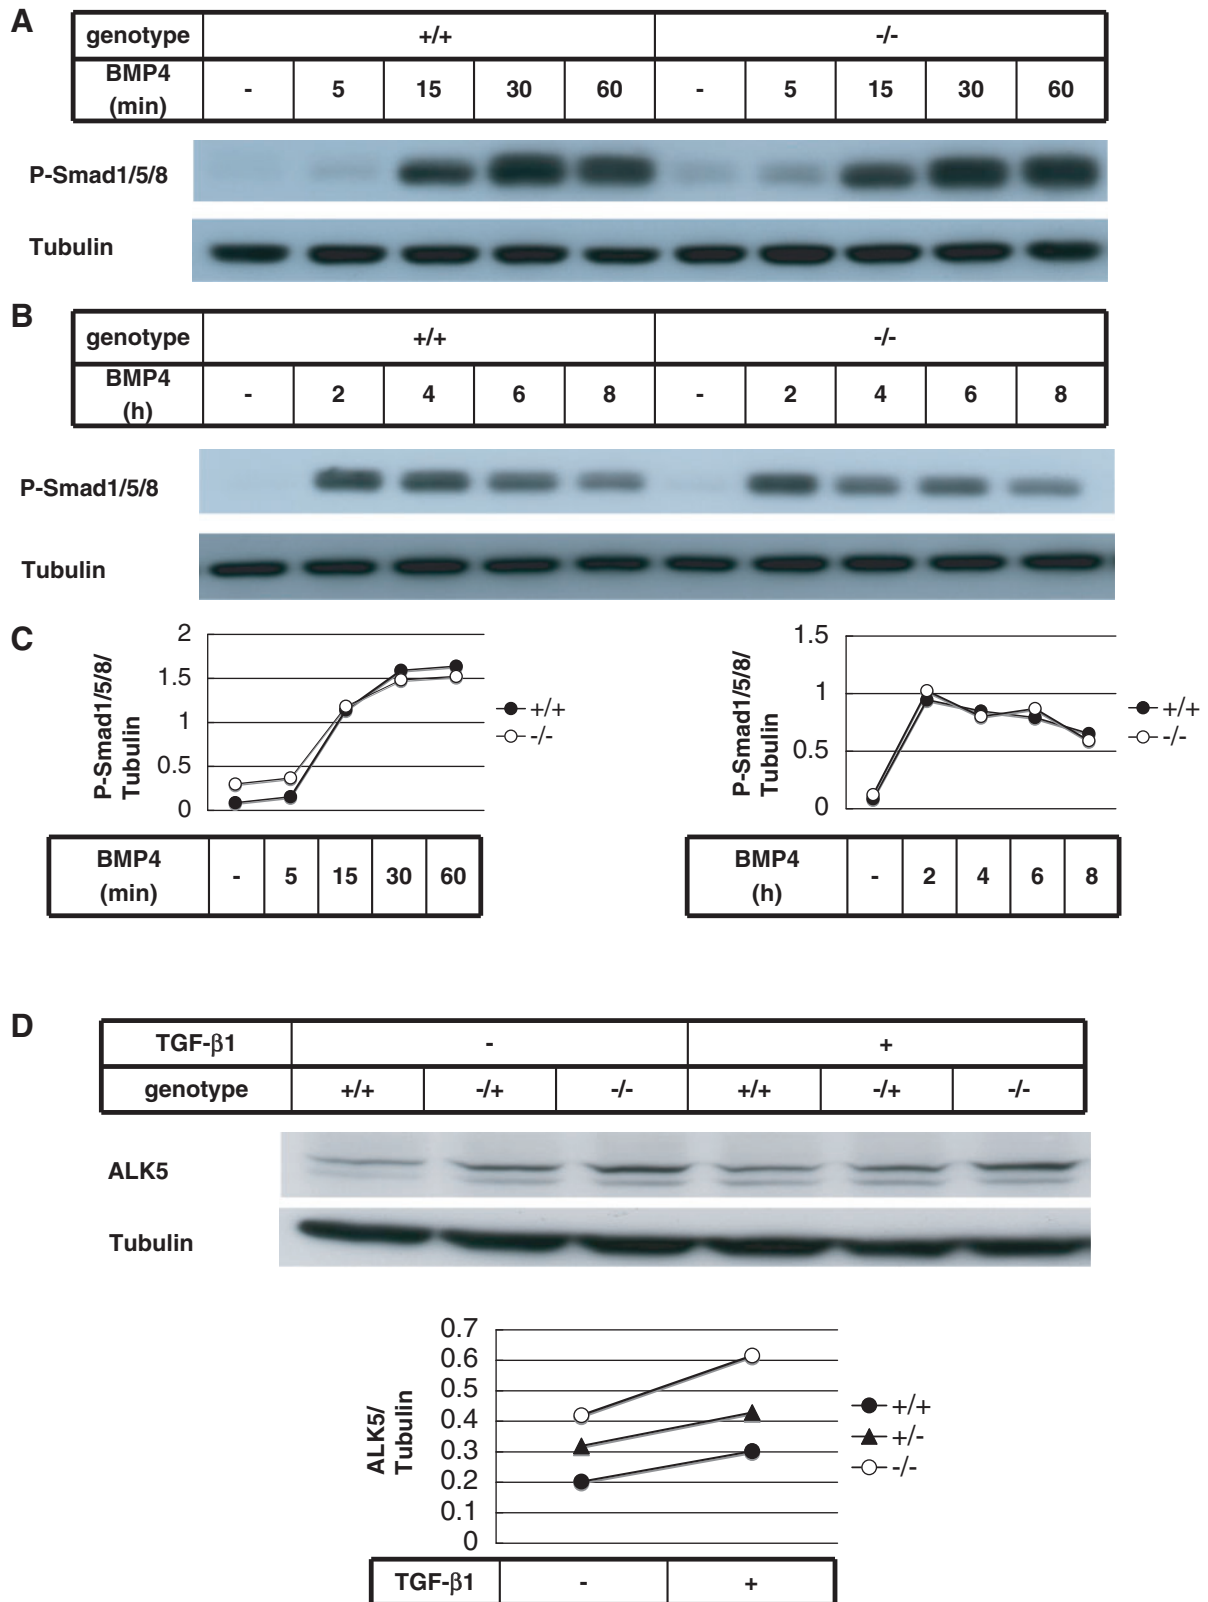 A
genotype +/+ -/-
BMP4 (min) - 5 15 30 60 - 5 15 30 60
P-Smad1/5/8
Tubulin
B
genotype +/+ -/-
BMP4 (h) - 2 4 6 8 - 2 4 6 8
P-Smad1/5/8
Tubulin
C
P-Smad1/5/8/
Tubulin
2
1.5
1
0.5
0
+/+
-/-
BMP4 (min) - 5 15 30 60
P-Smad1/5/8/
Tubulin
1.5
1
0.5
0
+/+
-/-
BMP4 (h) - 2 4 6 8
D
TGF-β1 - +
genotype +/+ -/+ -/- +/+ -/+ -/-
ALK5
Tubulin
ALK5/
Tubulin
0.7
0.6
0.5
0.4
0.3
0.2
0.1
0
+/+
+/-
-/-
TGF-β1 - +